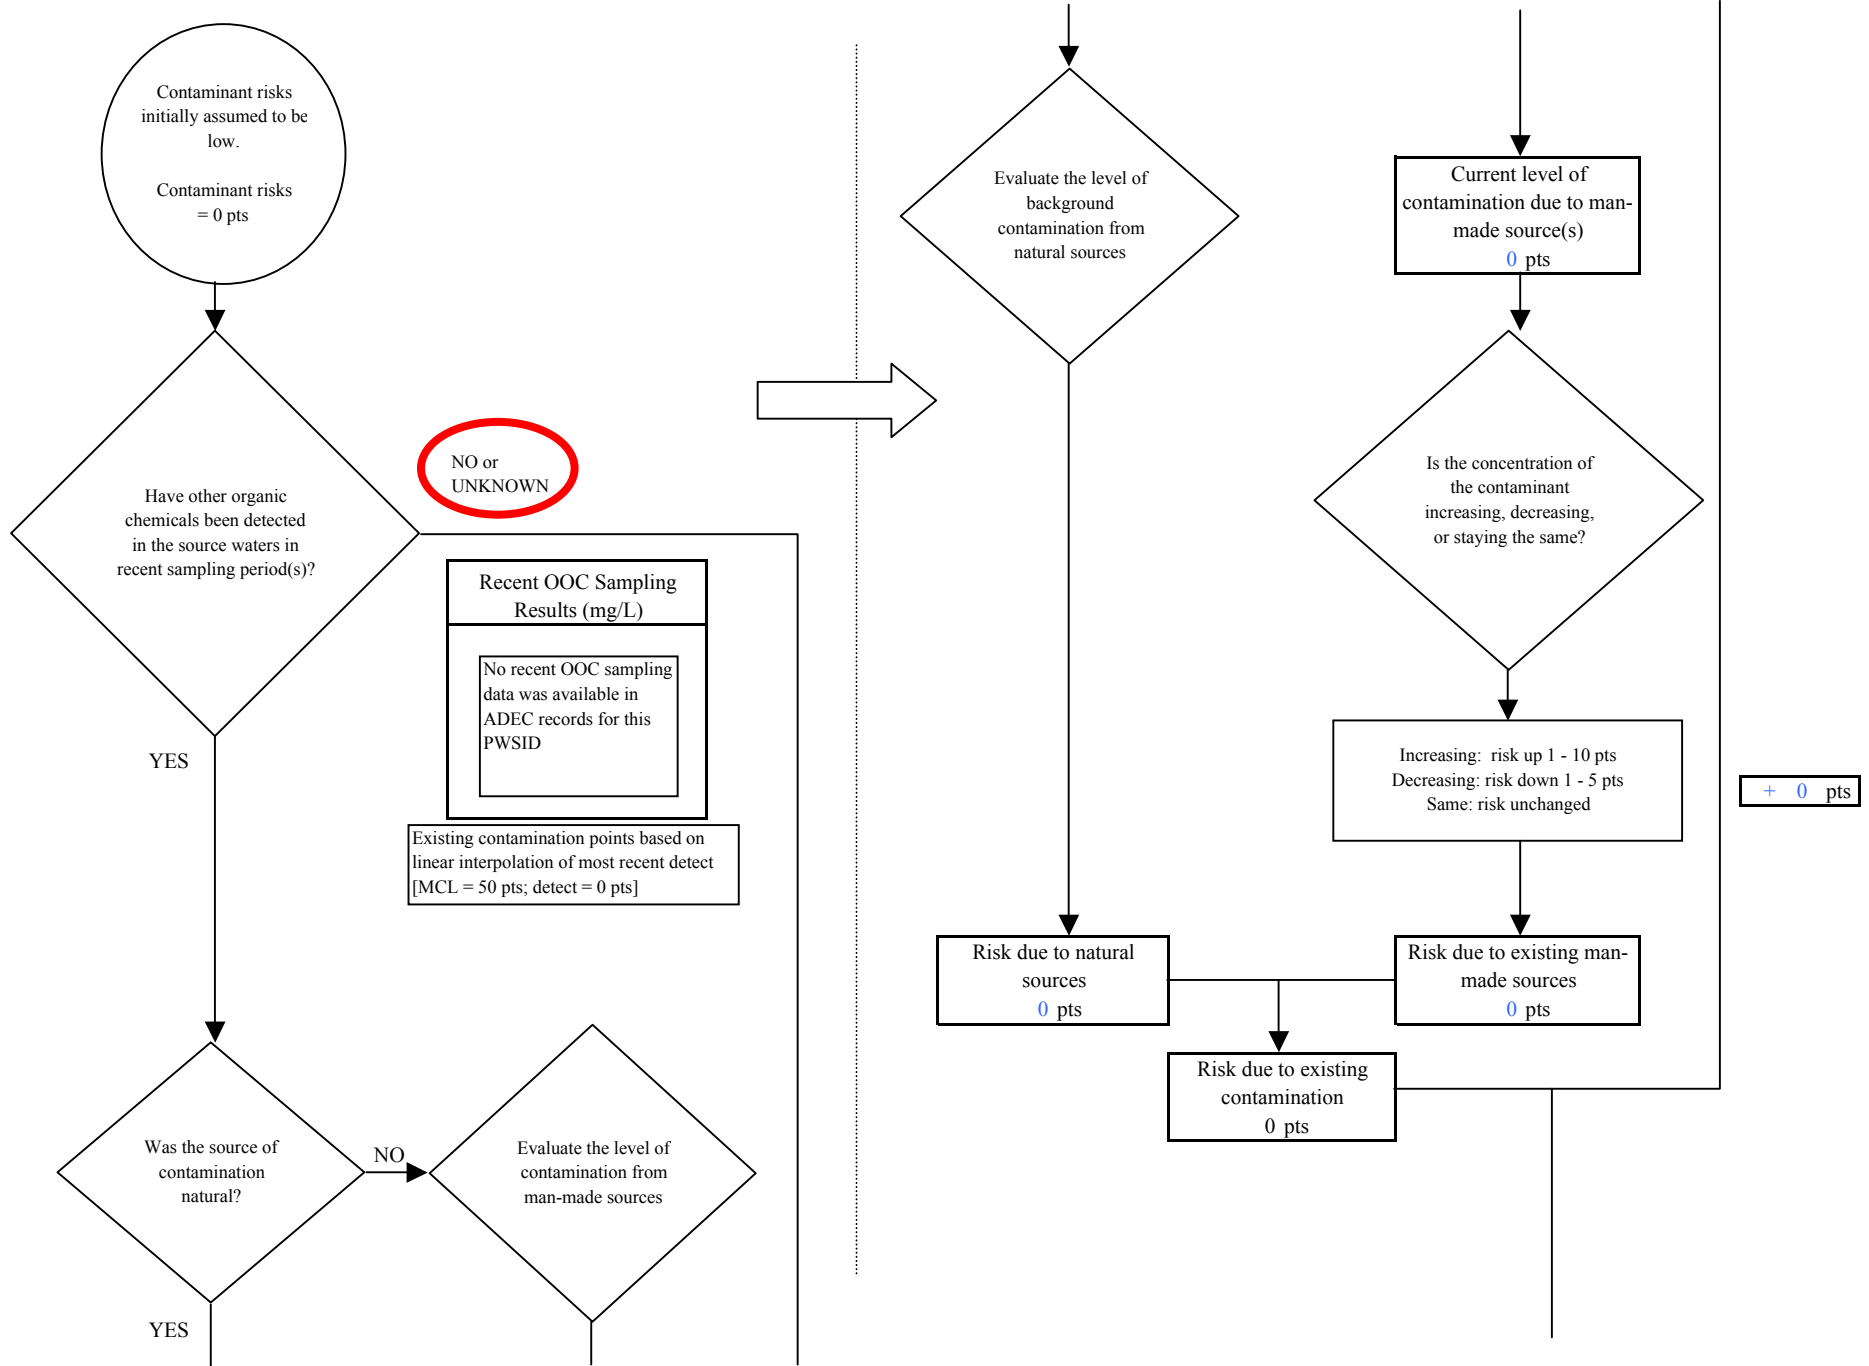 Contaminant risks
initially assumed to be
low.
Contaminant risks
= 0 pts
Have other organic
chemicals been detected
in the source waters in
recent sampling period(s)?
NO or
UNKNOWN
Recent OOC Sampling
Results (mg/L)
No recent OOC sampling
data was available in
ADEC records for this
PWSID
Existing contamination points based on
linear interpolation of most recent detect
[MCL = 50 pts; detect = 0 pts]
YES
Was the source of
contamination
natural?
NO
Evaluate the level of
contamination from
man-made sources
YES
Evaluate the level of
background
contamination from
natural sources
Current level of
contamination due to man-
made source(s)
0 pts
Is the concentration of
the contaminant
increasing, decreasing,
or staying the same?
Increasing: risk up 1 - 10 pts
Decreasing: risk down 1 - 5 pts
Same: risk unchanged
+ 0 pts
Risk due to natural
sources
0 pts
Risk due to existing man-
made sources
0 pts
Risk due to existing
contamination
0 pts